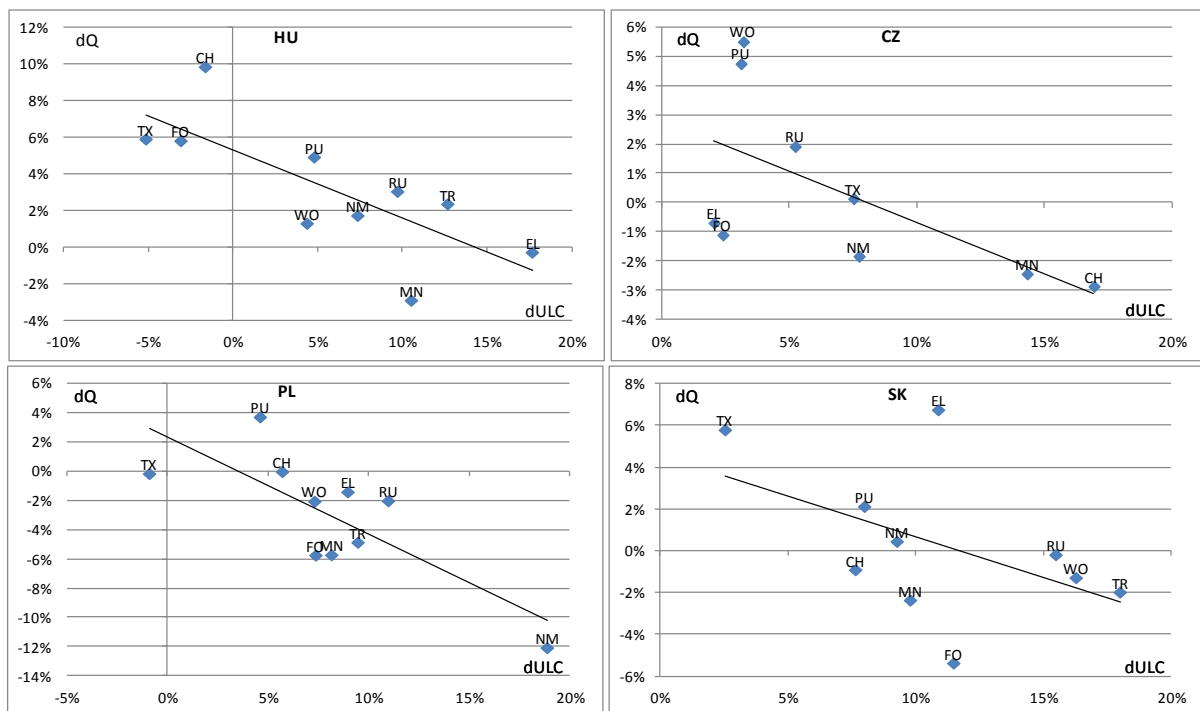 HU
dQ
12%
10%
8%
6%
4%
2%
0%
-2%
-4%
-10%
-5%
0%
5%
10%
15%
20%
dULC
CH
TX
FO
PU
RU
TR
WO
NM
EL
MN
CZ
dQ
6%
5%
4%
3%
2%
1%
0%
-1%
-2%
-3%
-4%
0%
5%
10%
15%
20%
dULC
WO
PU
RU
TX
EL
FO
NM
MN
CH
PL
dQ
6%
4%
2%
0%
-2%
-4%
-6%
-8%
-10%
-12%
-14%
-5%
0%
5%
10%
15%
20%
dULC
PU
TX
CH
WO
EL
RU
TR
FO
MN
NM
SK
dQ
8%
6%
4%
2%
0%
-2%
-4%
-6%
0%
5%
10%
15%
20%
dULC
EL
TX
PU
NM
CH
RU
WO
MN
TR
FO